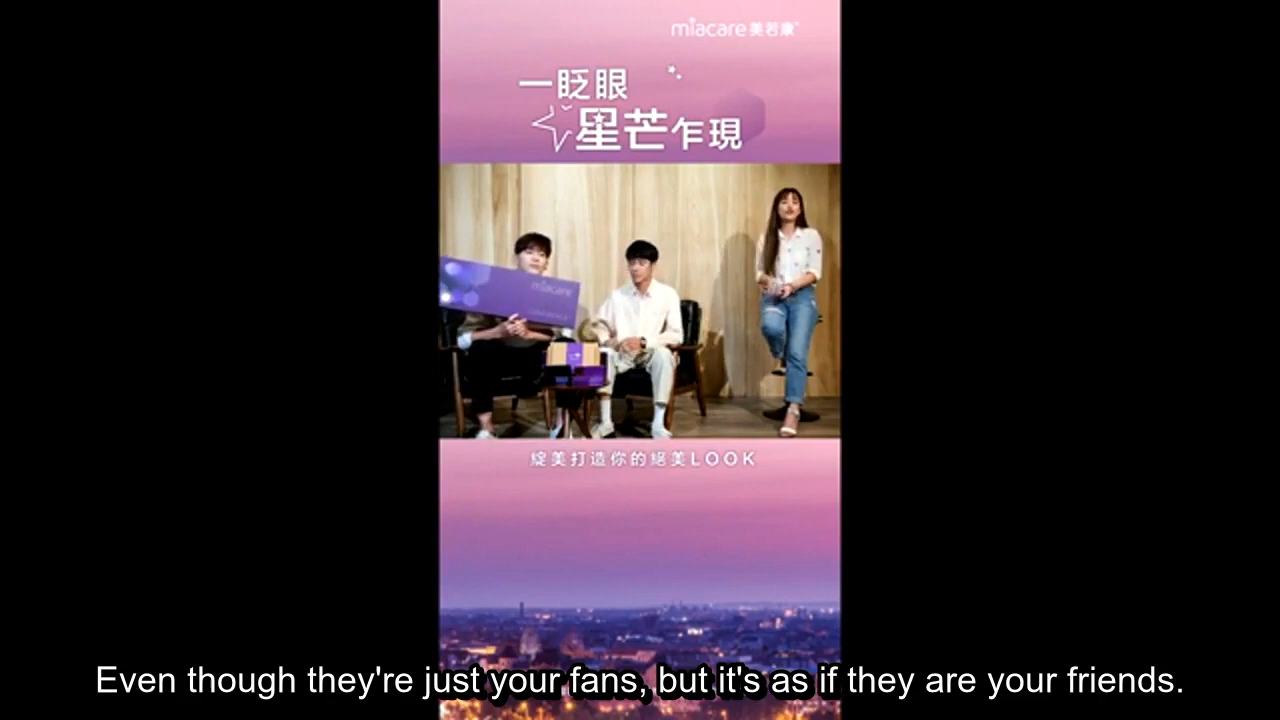 miacare美若康
一眨眼
星芒乍現
miacare
綻美打造你的絕美LOOK
Even though they're just your fans, but it's as if they are your friends.